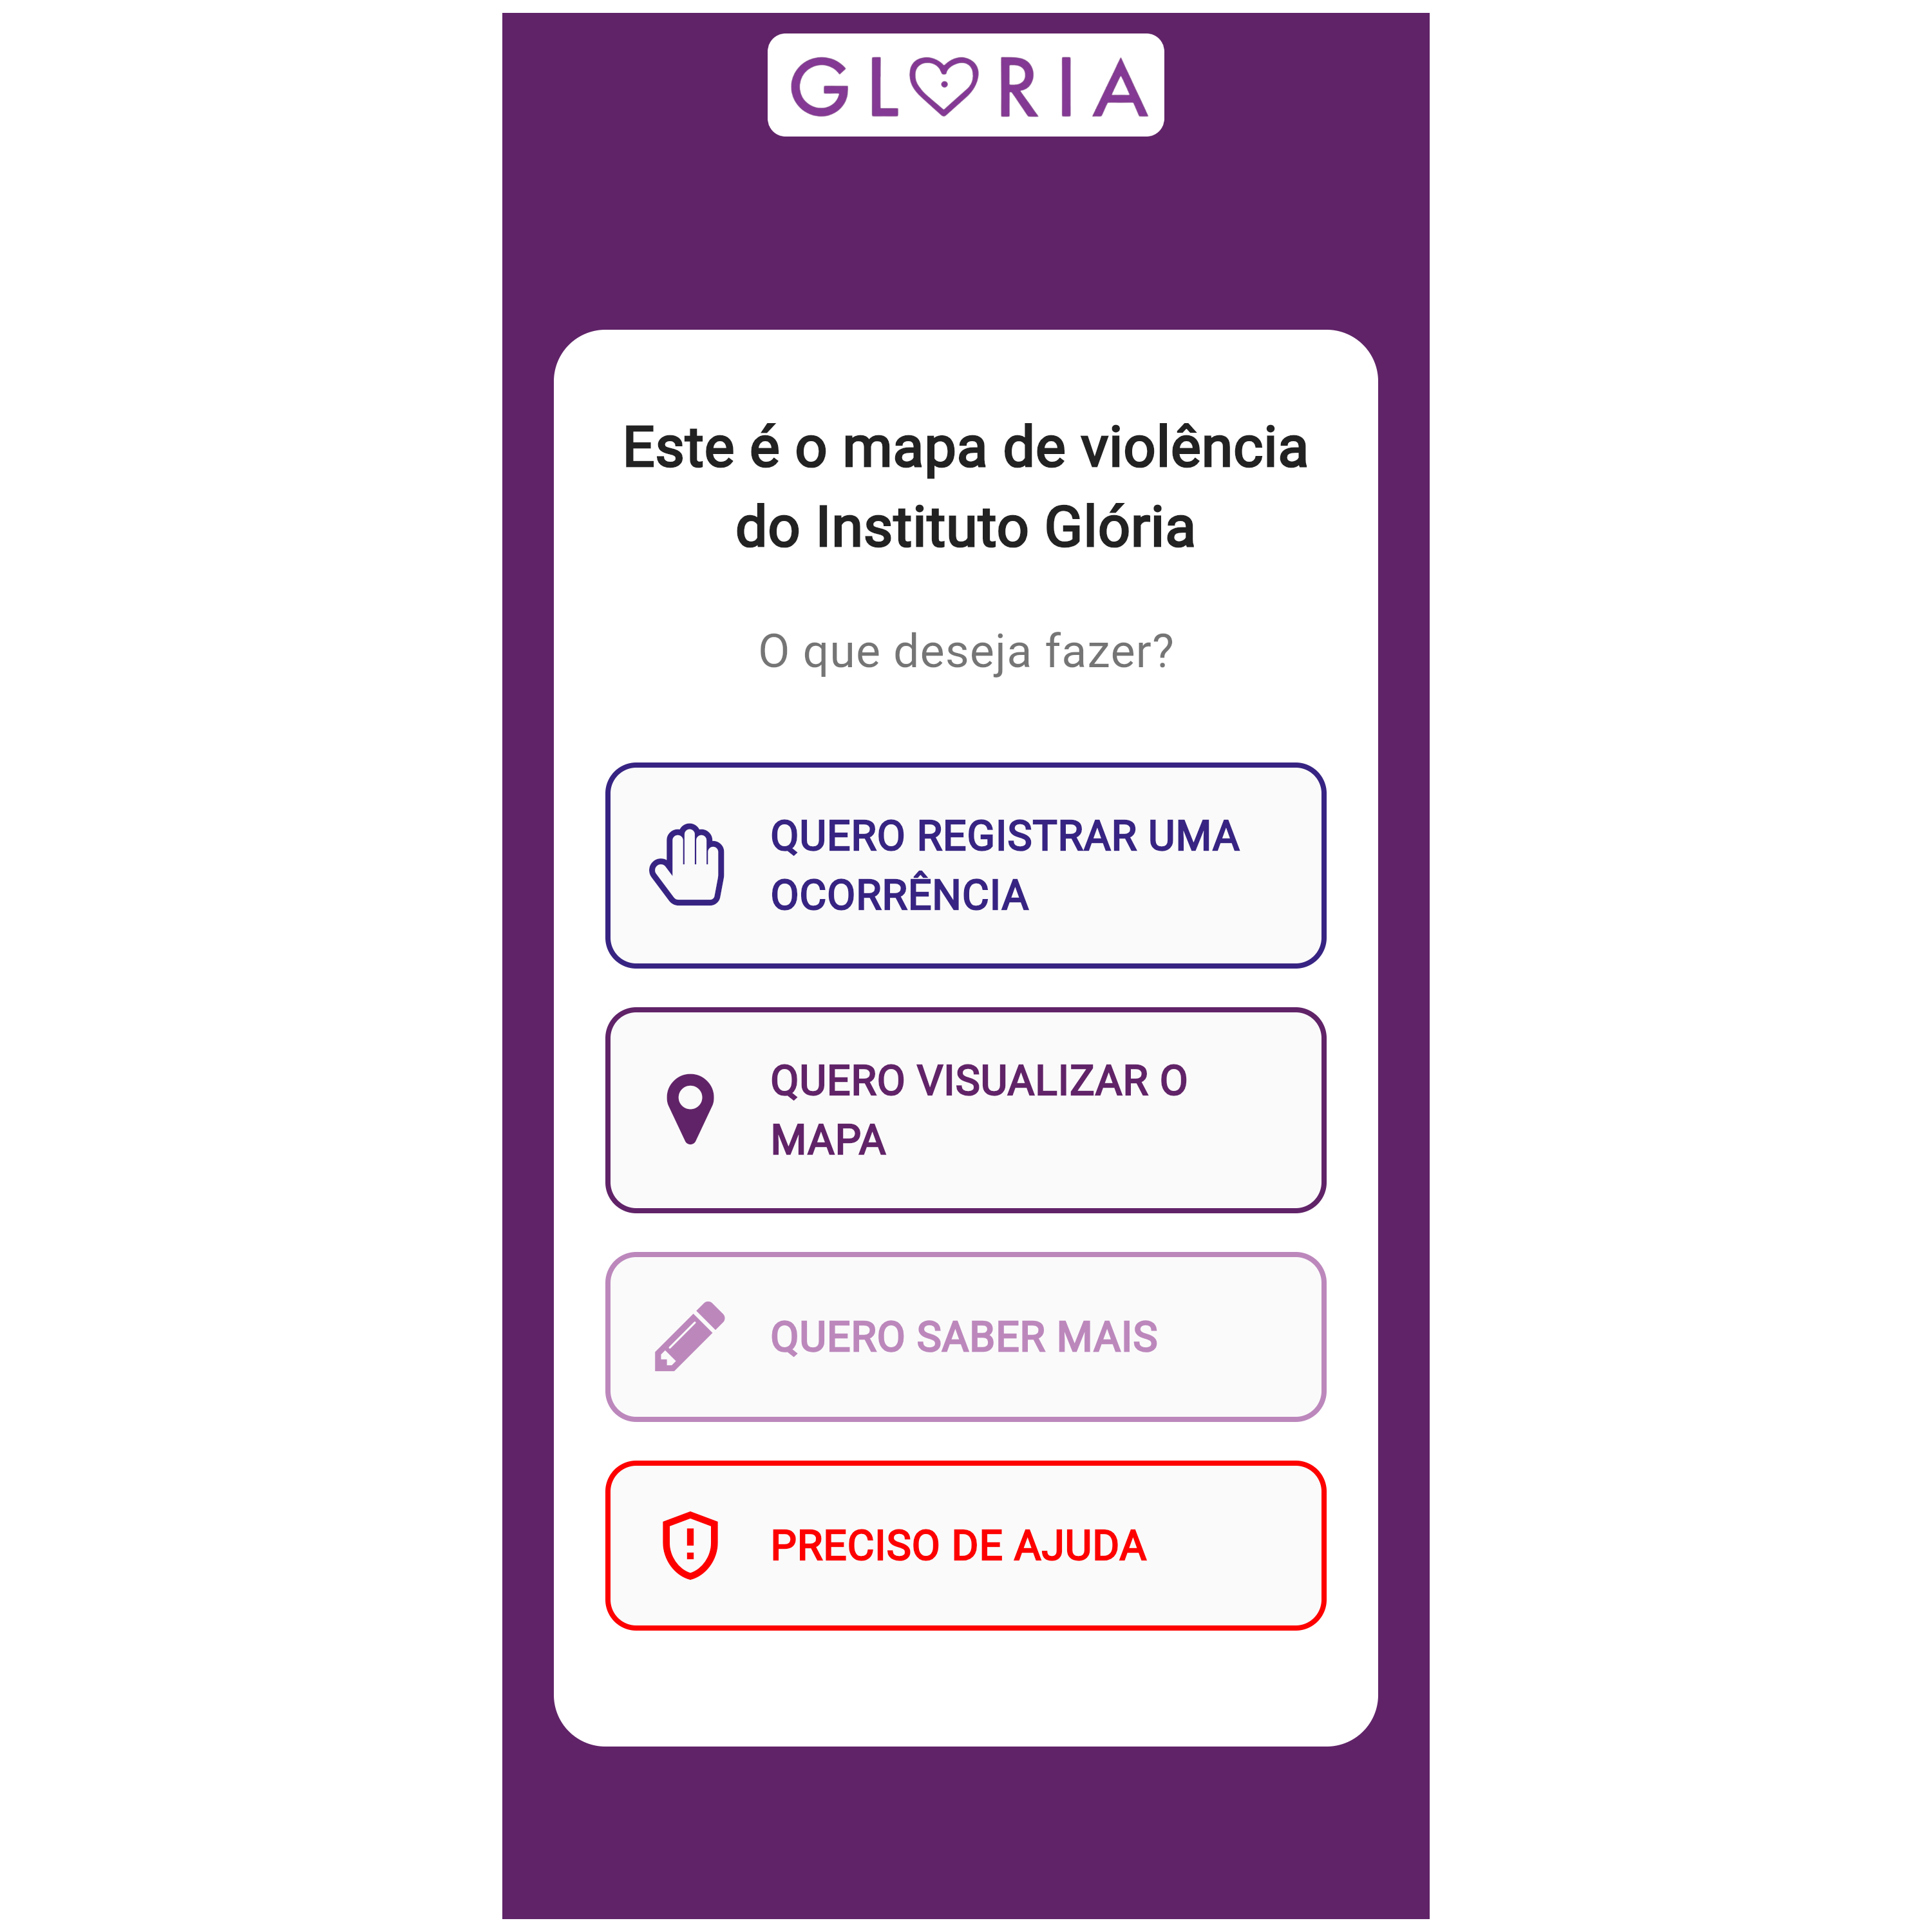 GLORIA
Este é o mapa de violência
do Instituto Glória
O que deseja fazer?
QUERO REGISTRAR UMA
OCORRÊNCIA
QUERO VISUALIZAR O
MAPA
QUERO SABER MAIS
PRECISO DE AJUDA